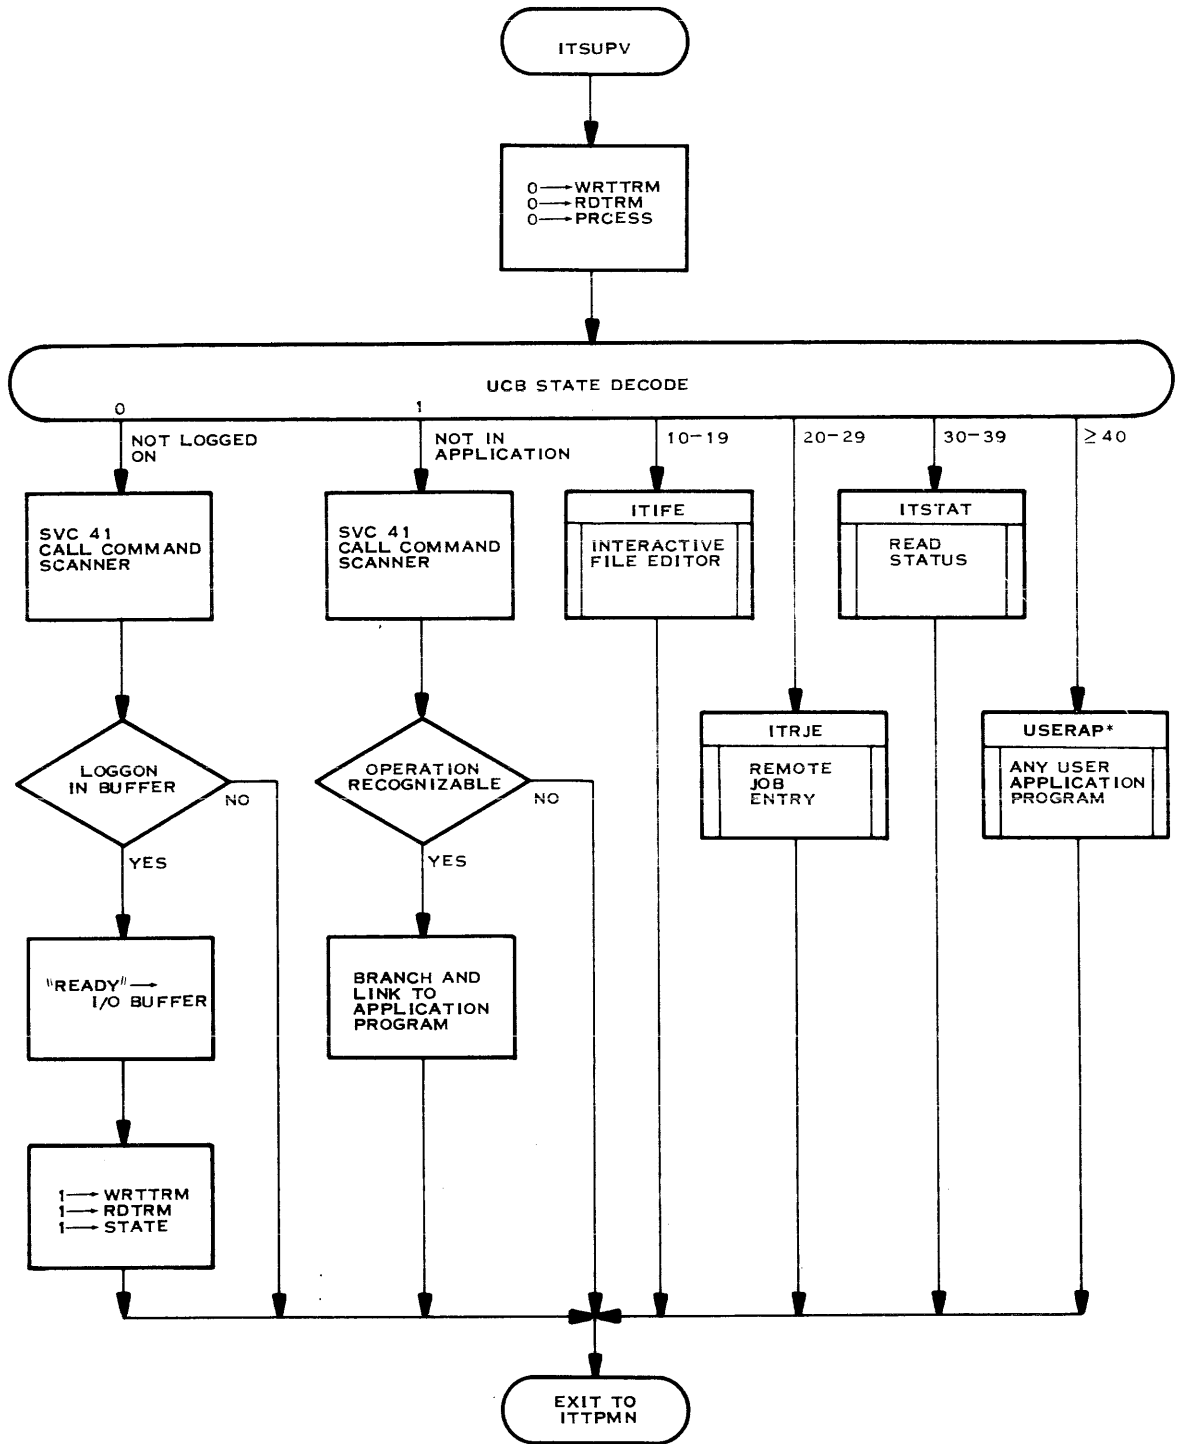 ITSUPV
0→WRTTRM
0→RDTRM
0→PRCESS
UCB STATE DECODE
0
1
NOT LOGGED
ON
NOT IN
APPLICATION
10-19
20-29
30-39
≥40
SVC 41
CALL COMMAND
SCANNER
SVC 41
CALL COMMAND
SCANNER
ITIFE
INTERACTIVE
FILE EDITOR
ITSTAT
READ
STATUS
LOGGON
IN BUFFER
NO
YES
OPERATION
RECOGNIZABLE
NO
YES
ITRJE
REMOTE
JOB
ENTRY
USERAP*
ANY USER
APPLICATION
PROGRAM
"READY"→
I/O BUFFER
BRANCH AND
LINK TO
APPLICATION
PROGRAM
1→WRTTRM
1→RDTRM
1→STATE
EXIT TO
ITTPMN